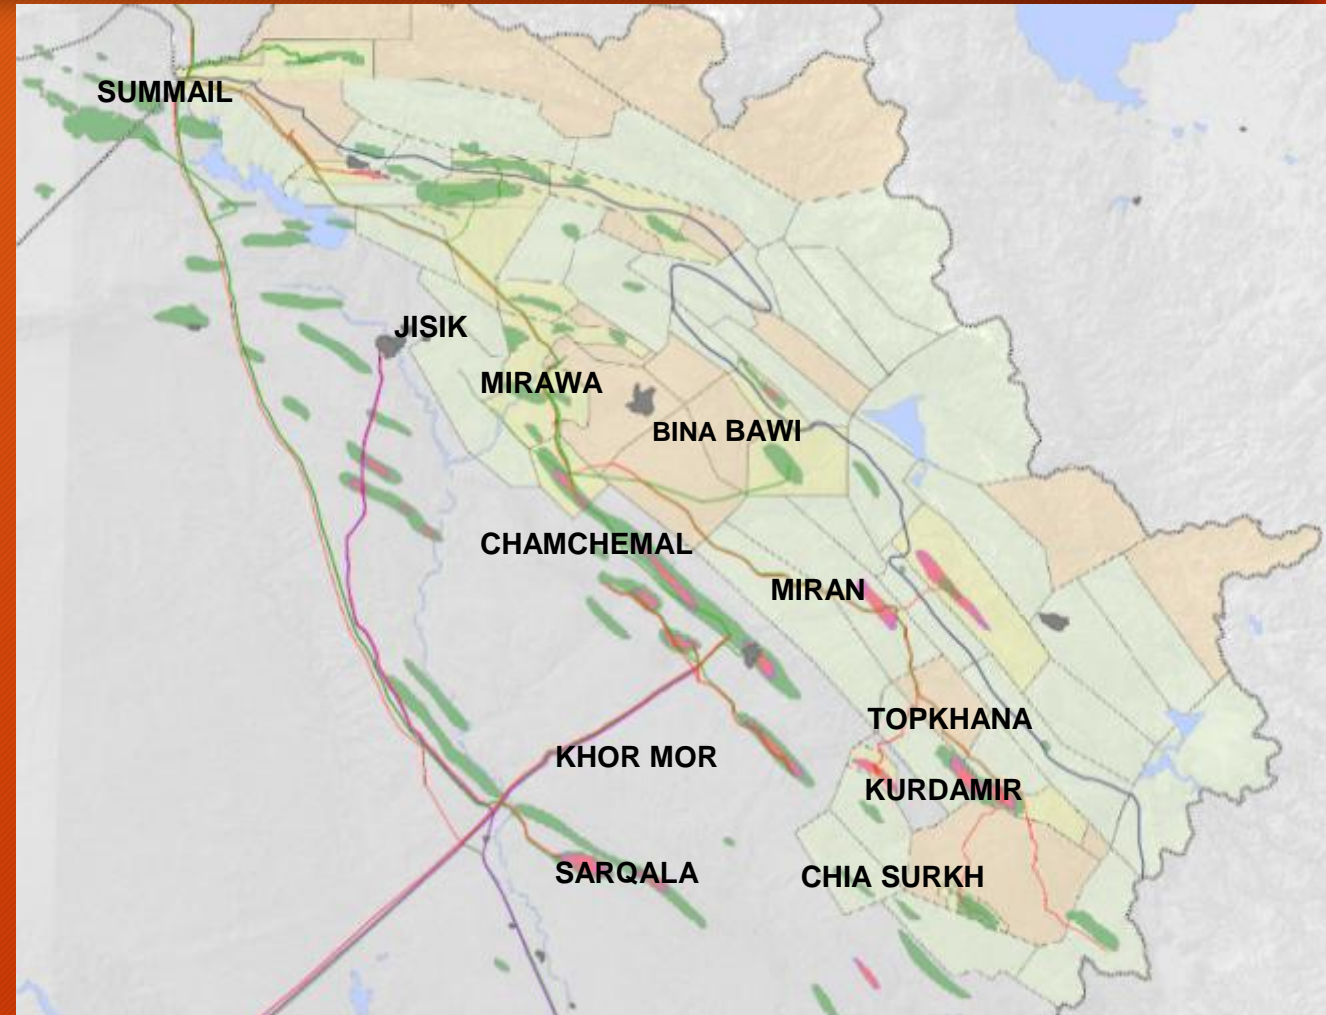 SUMMAIL
JISIK
MIRAWA
BINA BAWI
CHAMCHEMAL
MIRAN
TOPKHANA
KHOR MOR
KURDAMIR
SARQALA
CHIA SURKH